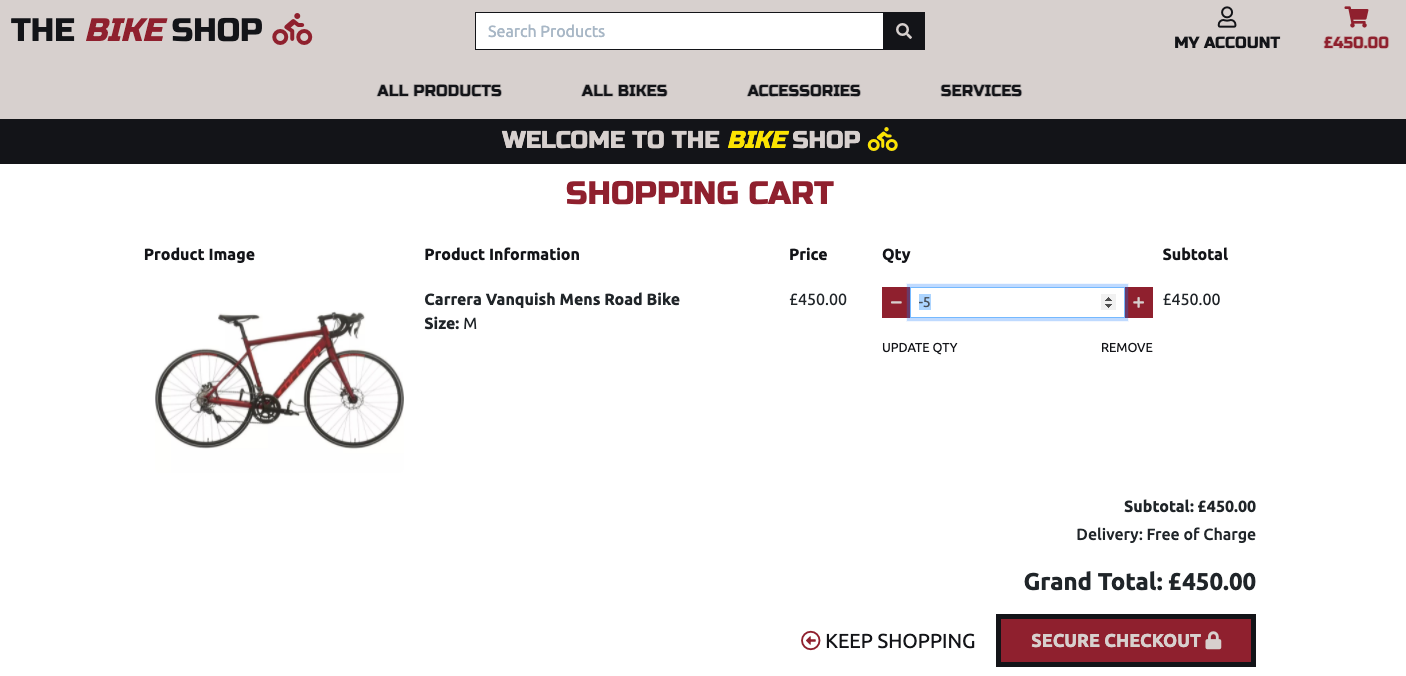 THE BIKE SHOP
Search Products
MY ACCOUNT
£450.00
ALL PRODUCTS
ALL BIKES
ACCESSORIES
SERVICES
WELCOME TO THE BIKE SHOP
SHOPPING CART
Product Image
Product Information
Price
Qty
Subtotal
Carrera Vanquish Mens Road Bike
Size: M
£450.00
-5
£450.00
UPDATE QTY
REMOVE
Subtotal: £450.00
Delivery: Free of Charge
Grand Total: £450.00
KEEP SHOPPING
SECURE CHECKOUT